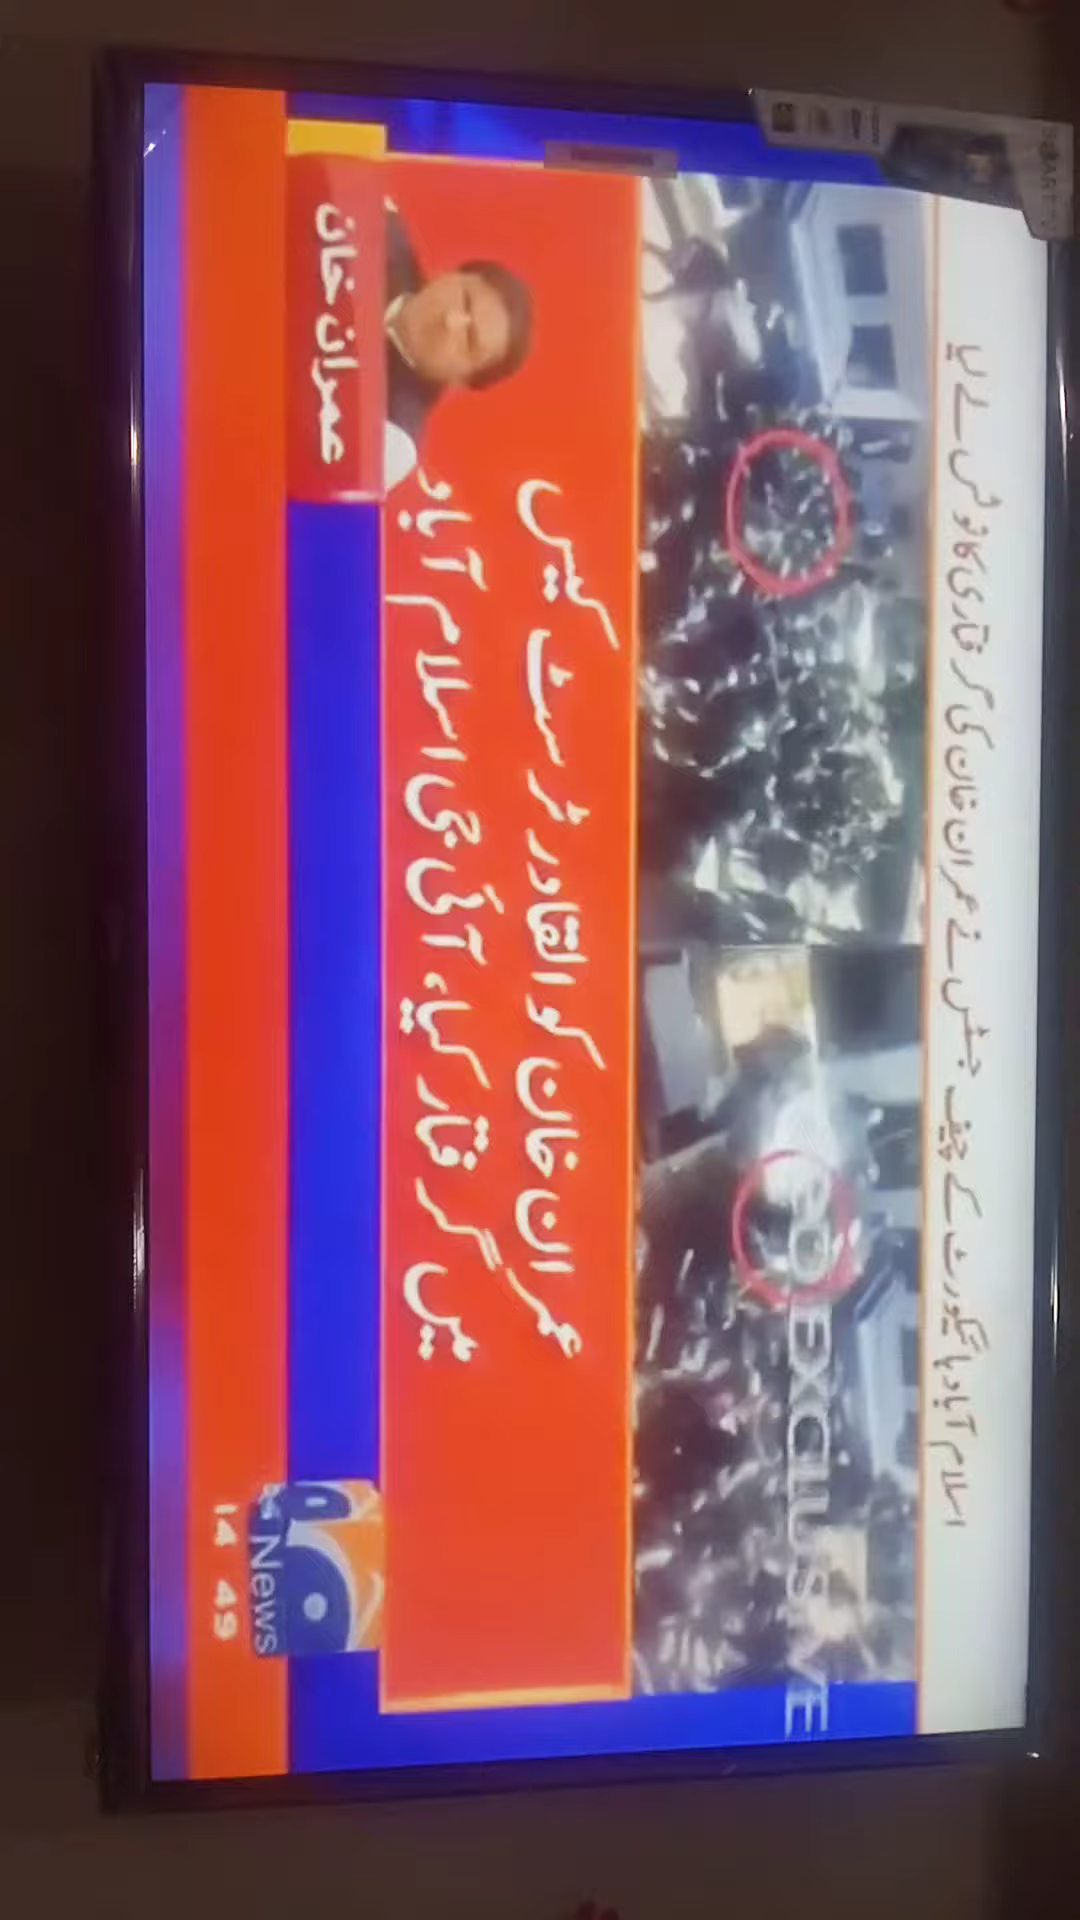 اسلام آباد ہائیکورٹ کے چیف جسٹس نے عمران خان کی گرفتاری کا نوٹس لے لیا
EXCLUSIVE
عمران خان کو القادر ٹرسٹ کیس
میں گرفتار کیا، آئی جی اسلام آباد
عمران خان
News
14 49